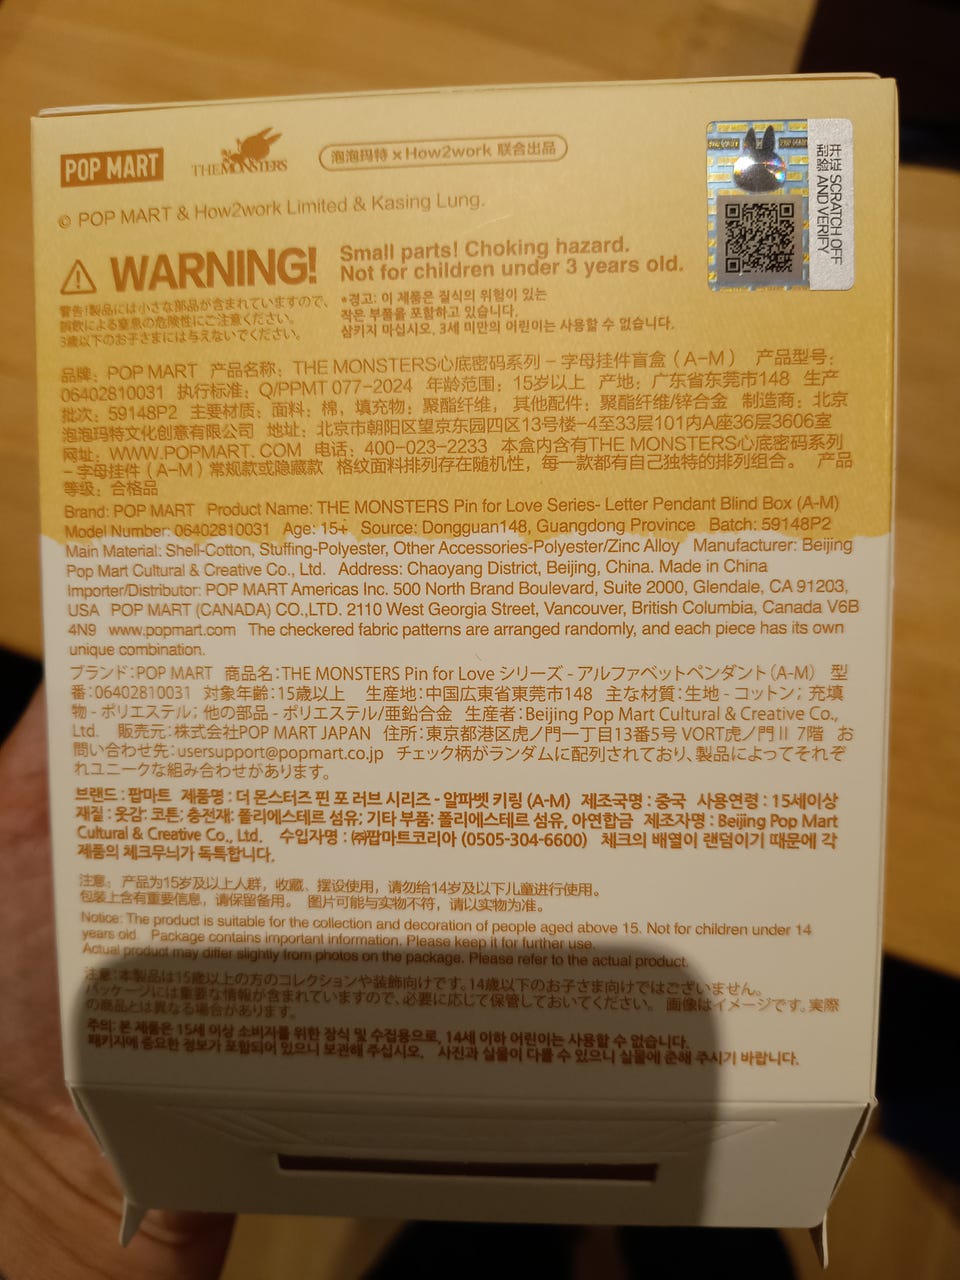 POP MART
THE MONSTERS
泡泡玛特 × How2work 联合出品
开盒 SCRATCH OFF
刮验 AND VERIFY
© POP MART & How2work Limited & Kasing Lung.
WARNING!
Small parts! Choking hazard.
Not for children under 3 years old.
警告!製品には小さな部品が含まれていますので、
誤飲による窒息の危険性にご注意ください。
3歳以下のお子さまには与えないでください。
*경고: 이 제품은 질식의 위험이 있는
작은 부품을 포함하고 있습니다.
삼키지 마십시오, 3세 미만의 어린이는 사용할 수 없습니다.
品牌：POP MART 产品名称：THE MONSTERS心底密码系列 – 字母挂件盲盒（A-M） 产品型号：
06402810031 执行标准：Q/PPMT 077-2024 年龄范围：15岁以上 产地：广东省东莞市148 生产
批次：59148P2 主要材质：面料：棉，填充物：聚酯纤维，其他配件：聚酯纤维/锌合金 制造商：北京
泡泡玛特文化创意有限公司 地址：北京市朝阳区望京东园四区13号楼-4至33层101内A座36层3606室
网址：WWW.POPMART. COM 电话：400-023-2233 本盒内含有THE MONSTERS心底密码系列
– 字母挂件（A-M）常规款或隐藏款 格纹面料排列存在随机性，每一款都有自己独特的排列组合。 产品
等级：合格品
Brand: POP MART Product Name: THE MONSTERS Pin for Love Series- Letter Pendant Blind Box (A-M)
Model Number: 06402810031 Age: 15+ Source: Dongguan148, Guangdong Province Batch: 59148P2
Main Material: Shell-Cotton, Stuffing-Polyester, Other Accessories-Polyester/Zinc Alloy Manufacturer: Beijing
Pop Mart Cultural & Creative Co., Ltd. Address: Chaoyang District, Beijing, China. Made in China
Importer/Distributor: POP MART Americas Inc. 500 North Brand Boulevard, Suite 2000, Glendale, CA 91203,
USA POP MART (CANADA) CO.,LTD. 2110 West Georgia Street, Vancouver, British Columbia, Canada V6B
4N9 www.popmart.com The checkered fabric patterns are arranged randomly, and each piece has its own
unique combination.
ブランド：POP MART 商品名：THE MONSTERS Pin for Love シリーズ - アルファベットペンダント（A-M） 型
番：06402810031 対象年齢：15歳以上 生産地：中国広東省東莞市148 主な材質：生地 - コットン；充填
物 - ポリエステル；他の部品 - ポリエステル/亜鉛合金 生産者：Beijing Pop Mart Cultural & Creative Co.,
Ltd. 販売元：株式会社POP MART JAPAN 住所：東京都港区虎ノ門一丁目13番5号 VORT虎ノ門Ⅱ 7階 お
問い合わせ先：usersupport@popmart.co.jp チェック柄がランダムに配列されており、製品によってそれぞ
れユニークな組み合わせがあります。
브랜드 : 팝마트 제품명 : 더 몬스터즈 핀 포 러브 시리즈 - 알파벳 키링 (A-M) 제조국명 : 중국 사용연령 : 15세이상
재질 : 옷감: 코튼; 충전재: 폴리에스테르 섬유; 기타 부품: 폴리에스테르 섬유, 아연합금 제조자명 : Beijing Pop Mart
Cultural & Creative Co., Ltd. 수입자명 : ㈜팝마트코리아 (0505-304-6600) 체크의 배열이 랜덤이기 때문에 각
제품의 체크무늬가 독특합니다.
注意：产品为15岁及以上人群，收藏、摆设使用，请勿给14岁及以下儿童进行使用。
包装上含有重要信息，请保留备用。 图片可能与实物不符，请以实物为准。
Notice: The product is suitable for the collection and decoration of people aged above 15. Not for children under 14
years old. Package contains important information. Please keep it for further use.
Actual product may differ slightly from photos on the package. Please refer to the actual product.
注意：本製品は15歳以上の方のコレクションや装飾向けです。14歳以下のお子さま向けではございません。
パッケージには重要な情報が含まれていますので、必要に応じて保管しておいてください。 画像はイメージです。実際
の商品とは異なる場合があります。
주의: 본 제품은 15세 이상 소비자를 위한 장식 및 수집용으로, 14세 이하 어린이는 사용할 수 없습니다.
패키지에 중요한 정보가 포함되어 있으니 보관해 주십시오. 사진과 실물이 다를 수 있으니 실물에 준해 주시기 바랍니다.